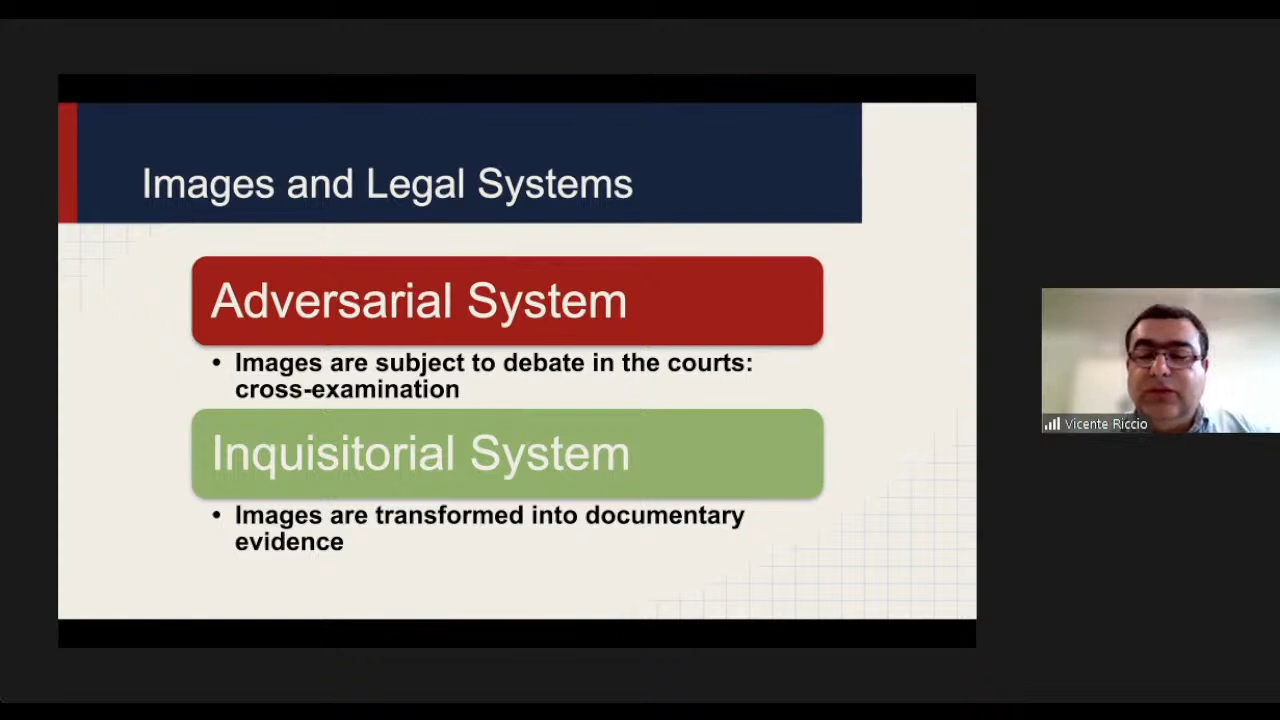 Images and Legal Systems
Adversarial System
• Images are subject to debate in the courts:
cross-examination
Inquisitorial System
• Images are transformed into documentary
evidence
Vicente Riccio